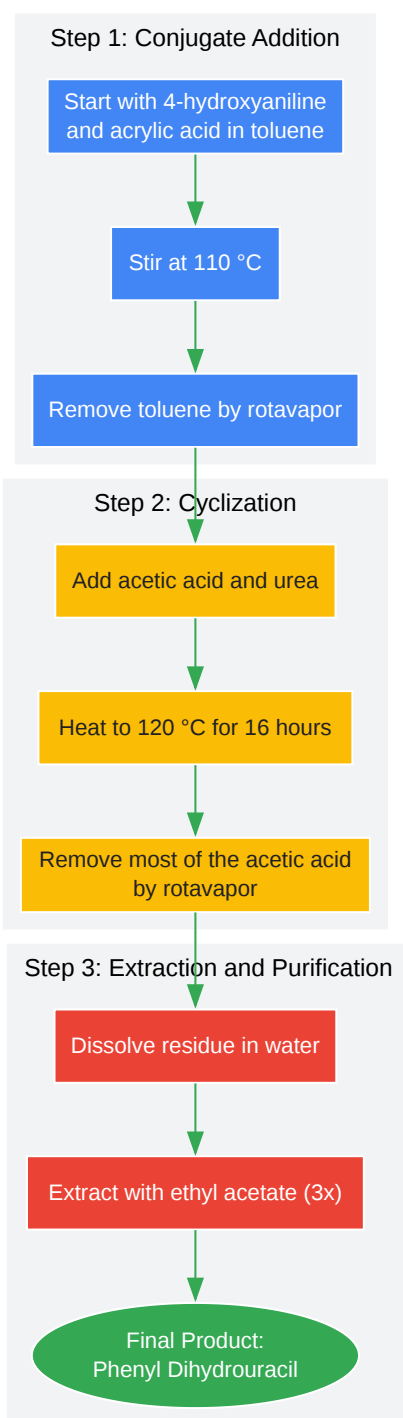 Step 1: Conjugate Addition
Start with 4-hydroxyaniline
and acrylic acid in toluene
Stir at 110 °C
Remove toluene by rotavapor
Step 2: Cyclization
Add acetic acid and urea
Heat to 120 °C for 16 hours
Remove most of the acetic acid
by rotavapor
Step 3: Extraction and Purification
Dissolve residue in water
Extract with ethyl acetate (3x)
Final Product:
Phenyl Dihydrouracil